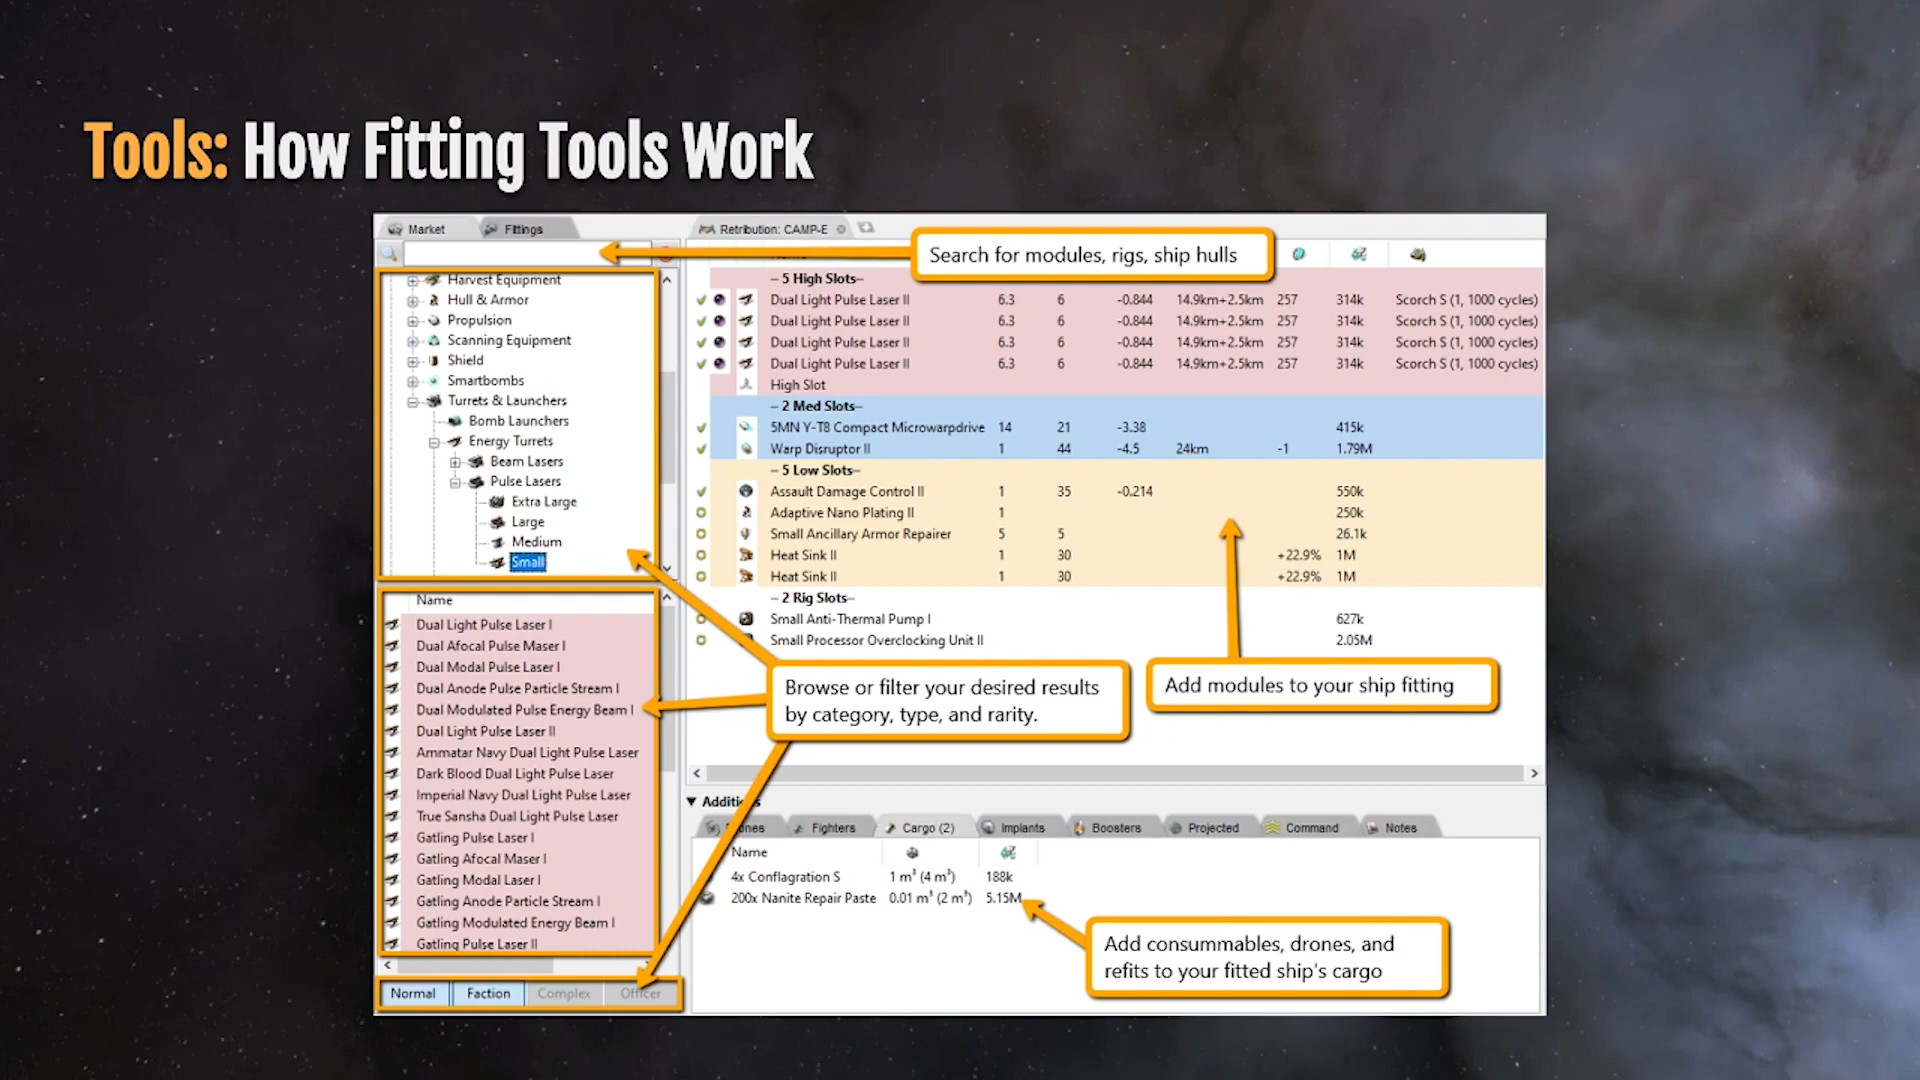 Tools: How Fitting Tools Work
Market
Fittings
Retribution: CAMP-E
Search for modules, rigs, ship hulls
Harvest Equipment
Hull & Armor
Propulsion
Scanning Equipment
Shield
Smartbombs
Turrets & Launchers
Bomb Launchers
Energy Turrets
Beam Lasers
Pulse Lasers
Extra Large
Large
Medium
Small
– 5 High Slots–
Dual Light Pulse Laser II 6.3 6 -0.844 14.9km+2.5km 257 314k Scorch S (1, 1000 cycles)
Dual Light Pulse Laser II 6.3 6 -0.844 14.9km+2.5km 257 314k Scorch S (1, 1000 cycles)
Dual Light Pulse Laser II 6.3 6 -0.844 14.9km+2.5km 257 314k Scorch S (1, 1000 cycles)
Dual Light Pulse Laser II 6.3 6 -0.844 14.9km+2.5km 257 314k Scorch S (1, 1000 cycles)
High Slot
– 2 Med Slots–
5MN Y-T8 Compact Microwarpdrive 14 21 -3.38 415k
Warp Disruptor II 1 44 -4.5 24km -1 1.79M
– 5 Low Slots–
Assault Damage Control II 1 35 -0.214 550k
Adaptive Nano Plating II 1 250k
Small Ancillary Armor Repairer 5 5 26.1k
Heat Sink II 1 30 +22.9% 1M
Heat Sink II 1 30 +22.9% 1M
– 2 Rig Slots–
Small Anti-Thermal Pump I 627k
Small Processor Overclocking Unit II 2.05M
Name
Dual Light Pulse Laser I
Dual Afocal Pulse Maser I
Dual Modal Pulse Laser I
Dual Anode Pulse Particle Stream I
Dual Modulated Pulse Energy Beam I
Dual Light Pulse Laser II
Ammatar Navy Dual Light Pulse Laser
Dark Blood Dual Light Pulse Laser
Imperial Navy Dual Light Pulse Laser
True Sansha Dual Light Pulse Laser
Gatling Pulse Laser I
Gatling Afocal Maser I
Gatling Modal Laser I
Gatling Anode Particle Stream I
Gatling Modulated Energy Beam I
Gatling Pulse Laser II
Normal
Faction
Complex
Officer
Browse or filter your desired results
by category, type, and rarity.
Add modules to your ship fitting
Fighters
Cargo (2)
Implants
Boosters
Projected
Command
Notes
Name
4x Conflagration S 1 m³ (4 m³) 188k
200x Nanite Repair Paste 0.01 m³ (2 m³) 5.15M
Add consummables, drones, and
refits to your fitted ship's cargo